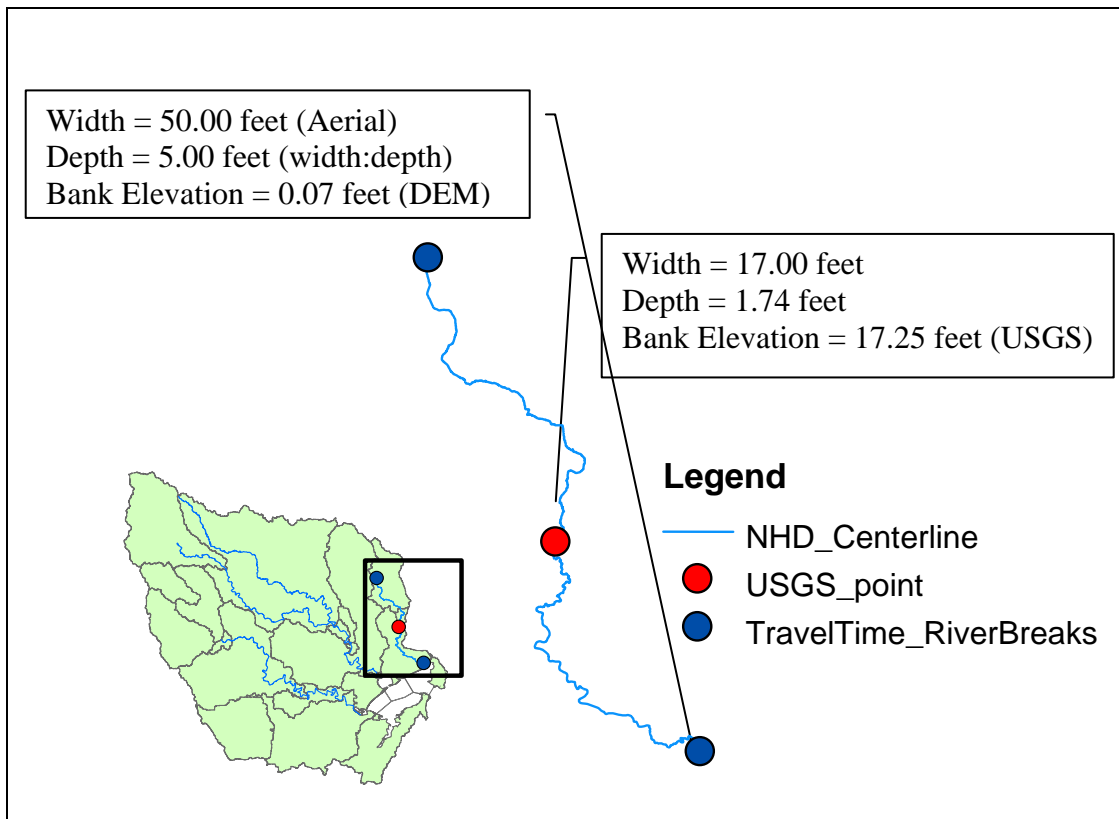 Width = 50.00 feet (Aerial)
Depth = 5.00 feet (width:depth)
Bank Elevation = 0.07 feet (DEM)
Width = 17.00 feet
Depth = 1.74 feet
Bank Elevation = 17.25 feet (USGS)
Legend
NHD_Centerline
USGS_point
TravelTime_RiverBreaks